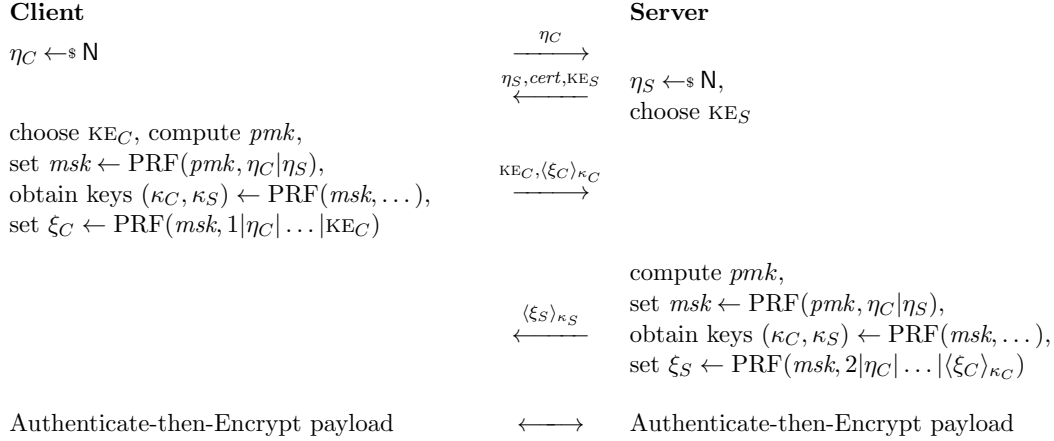 Client Server
η_C ←$ N
η_C
η_S, cert, KE_S
η_S ←$ N,
choose KE_S
choose KE_C, compute pmk,
set msk ← PRF(pmk, η_C|η_S),
obtain keys (κ_C, κ_S) ← PRF(msk, . . . ),
set ξ_C ← PRF(msk, 1|η_C| . . . |KE_C)
KE_C, ⟨ξ_C⟩_κ_C
compute pmk,
set msk ← PRF(pmk, η_C|η_S),
obtain keys (κ_C, κ_S) ← PRF(msk, . . . ),
set ξ_S ← PRF(msk, 2|η_C| . . . |⟨ξ_C⟩_κ_C)
⟨ξ_S⟩_κ_S
Authenticate-then-Encrypt payload ⟷ Authenticate-then-Encrypt payload